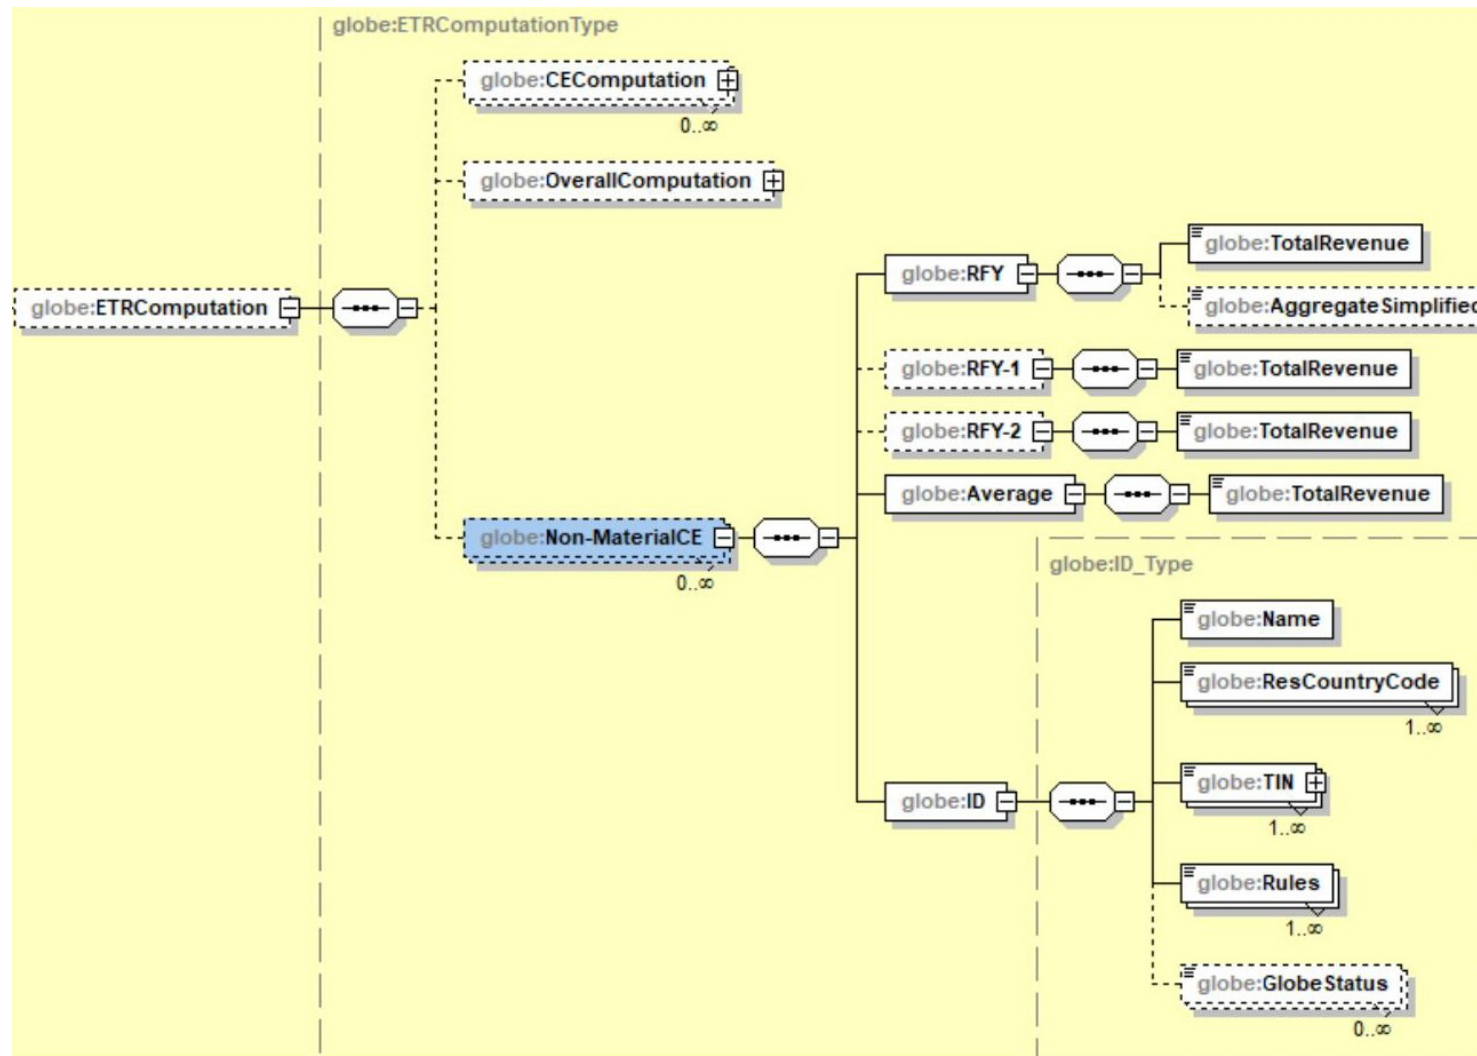 globe:ETRComputationType
globe:CEComputation
0..∞
globe:OverallComputation
globe:TotalRevenue
globe:RFY
globe:AggregateSimplified
globe:ETRComputation
globe:RFY-1
globe:TotalRevenue
globe:RFY-2
globe:TotalRevenue
globe:Average
globe:TotalRevenue
globe:Non-MaterialCE
0..∞
globe:ID_Type
globe:Name
globe:ResCountryCode
1..∞
globe:TIN
1..∞
globe:ID
globe:Rules
1..∞
globe:GlobeStatus
0..∞